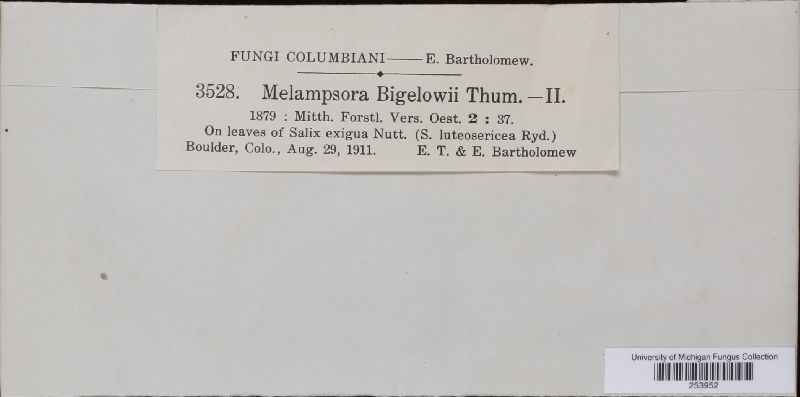 FUNGI COLUMBIANI—— E. Bartholomew.
3528. Melampsora Bigelowii Thum. —II.
1879 : Mitth. Forstl. Vers. Oest. 2 : 37.
On leaves of Salix exigua Nutt. (S. luteosericea Ryd.)
Boulder, Colo., Aug. 29, 1911. E. T. & E. Bartholomew
University of Michigan Fungus Collection
253952